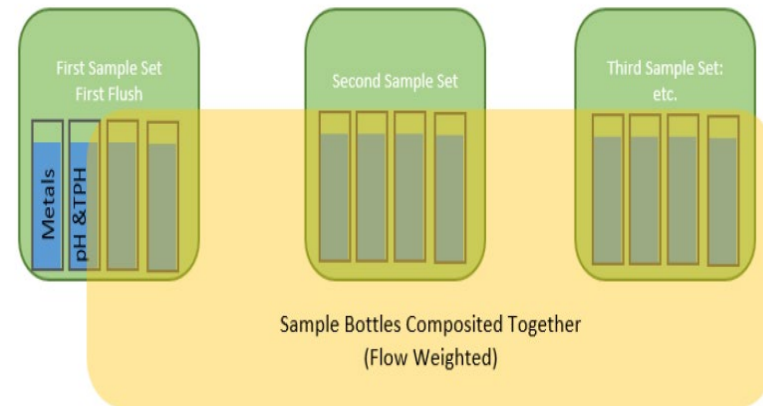 First Sample Set
First Flush
Second Sample Set
Third Sample Set:
etc.
Metals
pH &TPH
Sample Bottles Composited Together
(Flow Weighted)